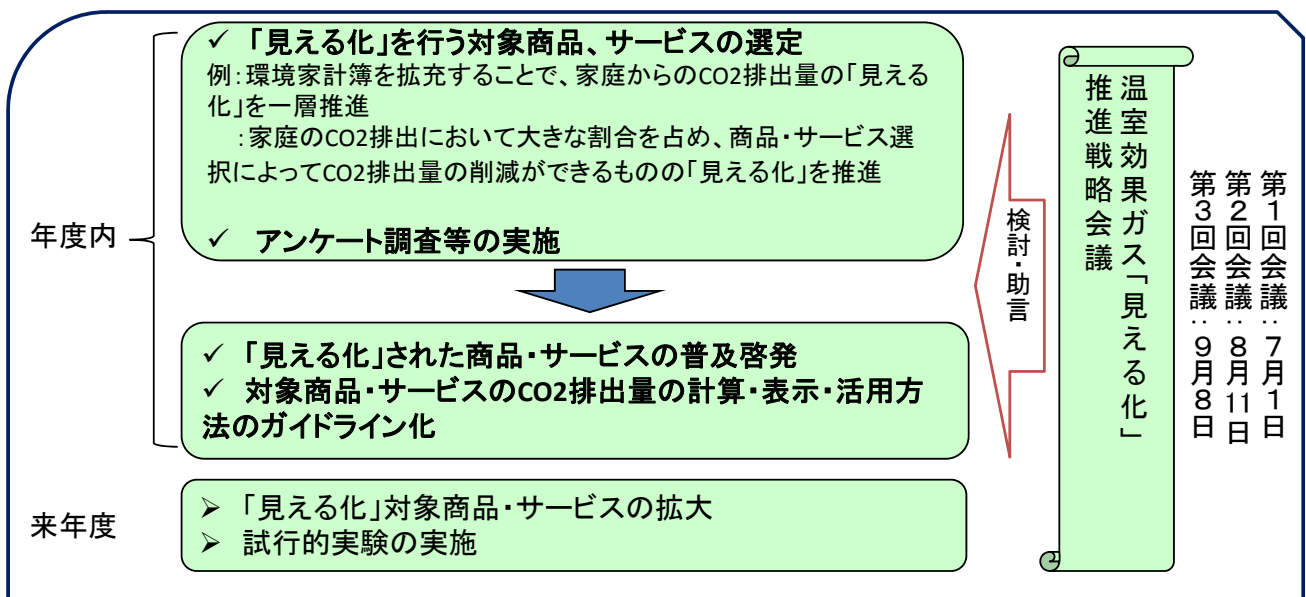 ✓ 「見える化」を行う対象商品、サービスの選定
例：環境家計簿を拡充することで、家庭からのCO2排出量の「見える
化」を一層推進
：家庭のCO2排出において大きな割合を占め、商品・サービス選
択によってCO2排出量の削減ができるものの「見える化」を推進
✓ アンケート調査等の実施
年度内
✓ 「見える化」された商品・サービスの普及啓発
✓ 対象商品・サービスのCO2排出量の計算・表示・活用方
法のガイドライン化
来年度
➢ 「見える化」対象商品・サービスの拡大
➢ 試行的実験の実施
検討・助言
温室効果ガス「見える化」
推進戦略会議
第１回会議：７月１日
第２回会議：８月11日
第３回会議：９月８日